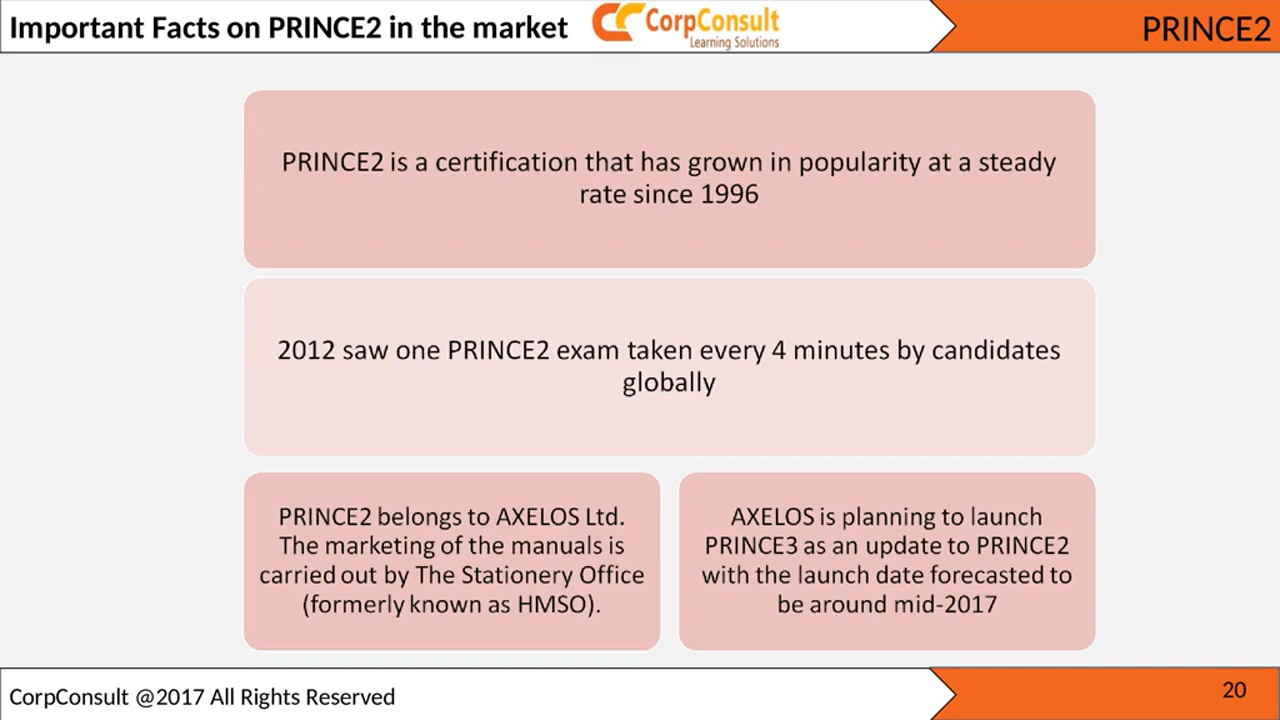 Important Facts on PRINCE2 in the market
CorpConsult
Learning Solutions
PRINCE2
PRINCE2 is a certification that has grown in popularity at a steady
rate since 1996
2012 saw one PRINCE2 exam taken every 4 minutes by candidates
globally
PRINCE2 belongs to AXELOS Ltd.
The marketing of the manuals is
carried out by The Stationery Office
(formerly known as HMSO).
AXELOS is planning to launch
PRINCE3 as an update to PRINCE2
with the launch date forecasted to
be around mid-2017
CorpConsult @2017 All Rights Reserved
20